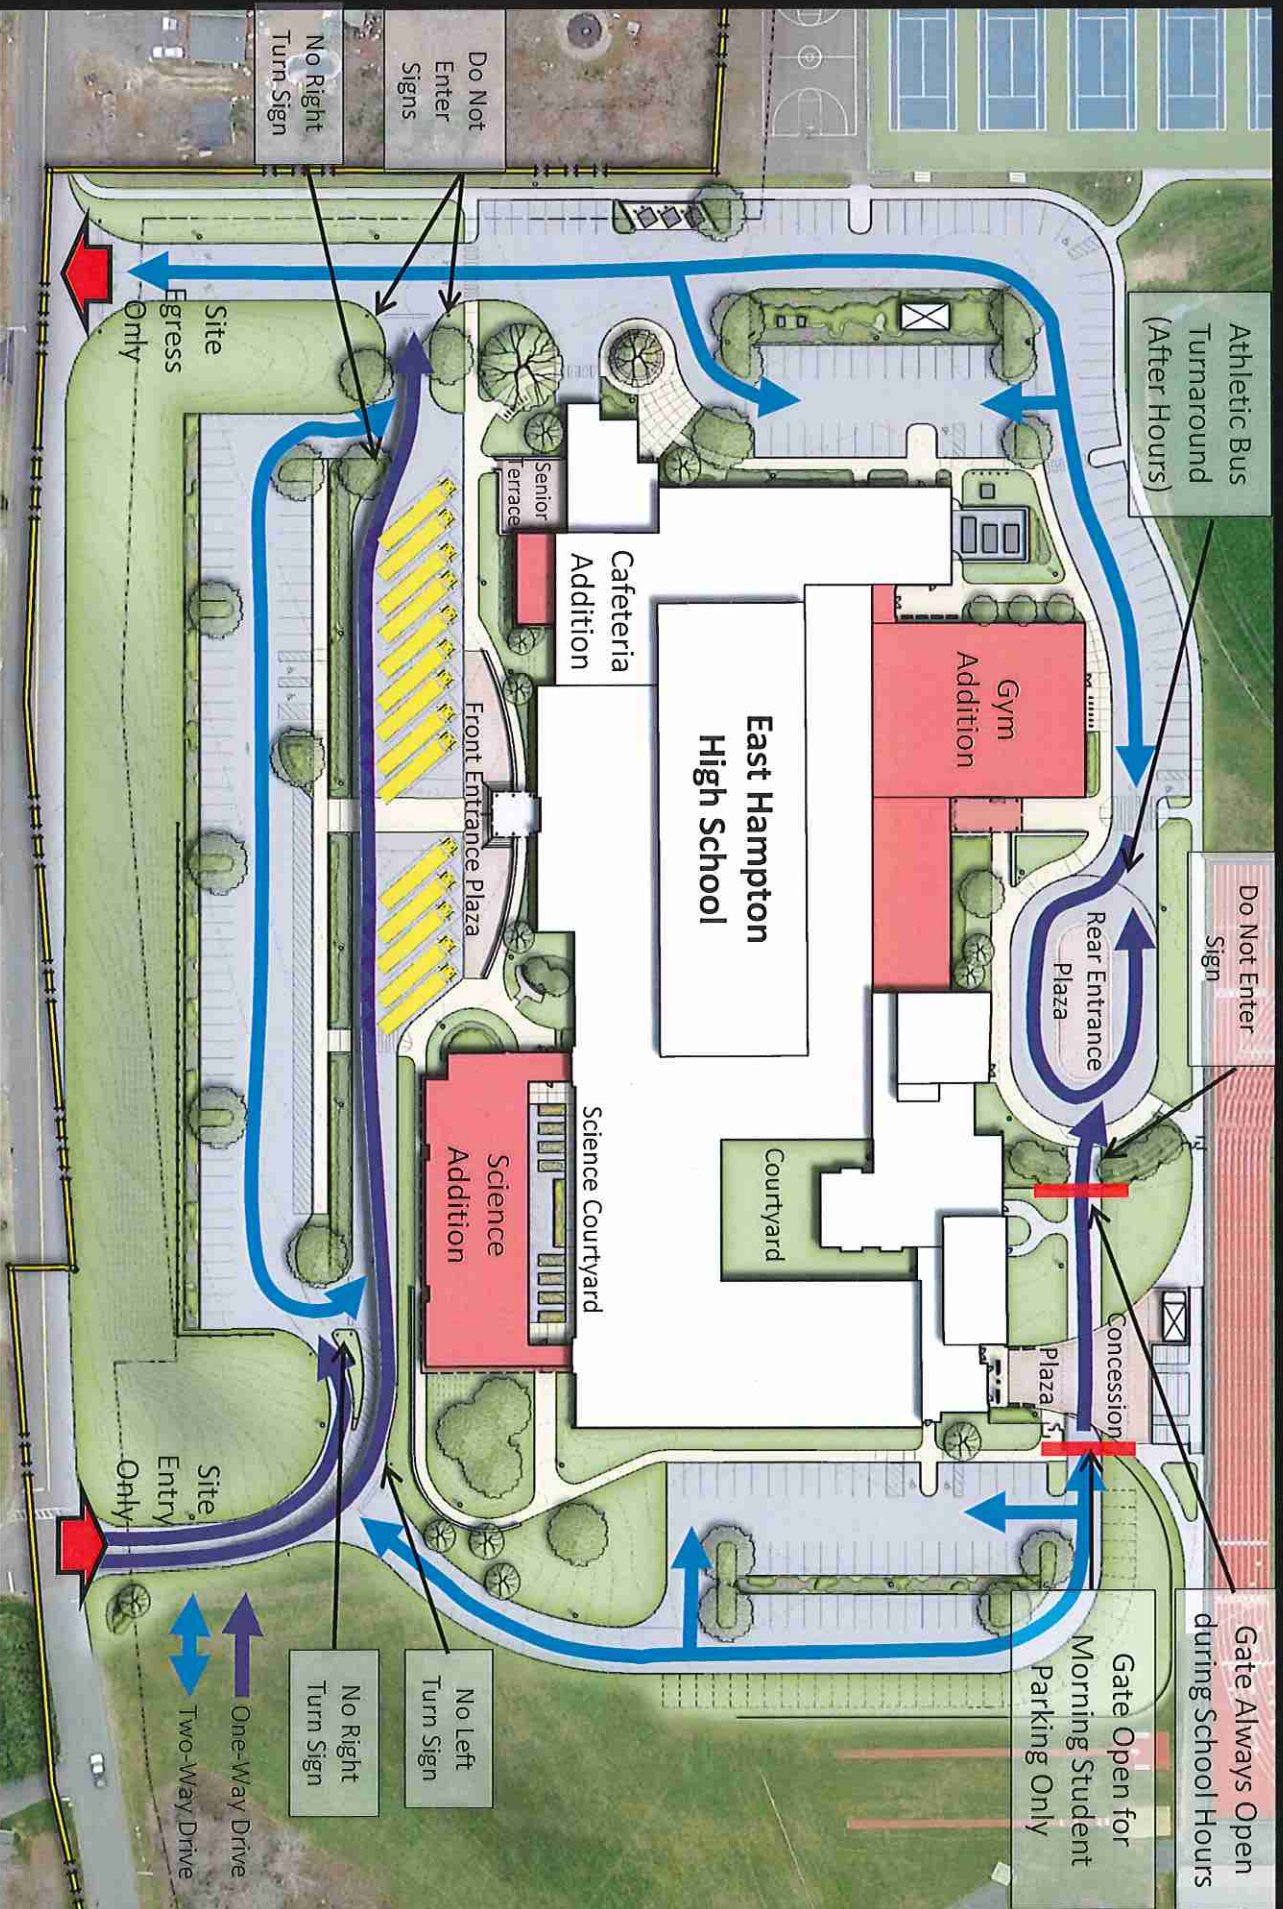 Athletic Bus
Turnaround
(After Hours)
Do Not Enter
Sign
Gate Always Open
during School Hours
Gate Open for
Morning Student
Parking Only
Rear Entrance
Plaza
Concession
Plaza
Gym
Addition
East Hampton
High School
Courtyard
Cafeteria
Addition
Science Courtyard
Senior
Terrace
Science
Addition
Front Entrance Plaza
Do Not
Enter
Signs
No Left
Turn Sign
No Right
Turn Sign
No Right
Turn Sign
Site
Egress
Only
Site
Entry
Only
One-Way Drive
Two-Way Drive